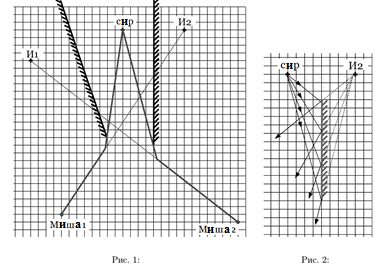 сир
И2
И1
сир
И2
Миша1
Миша2
Рис. 1:
Рис. 2: